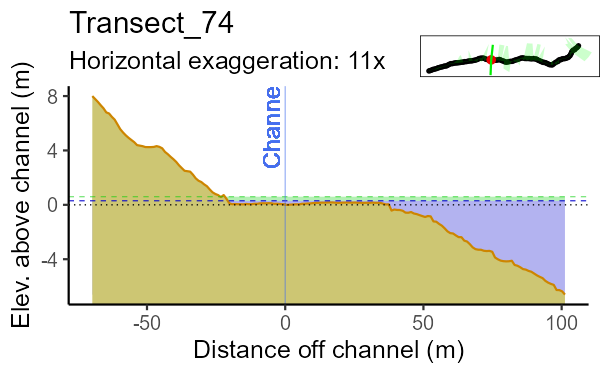 Transect_74
Horizontal exaggeration: 11x
Elev. above channel (m)
8
4
0
-4
Channe
-50
0
50
100
Distance off channel (m)